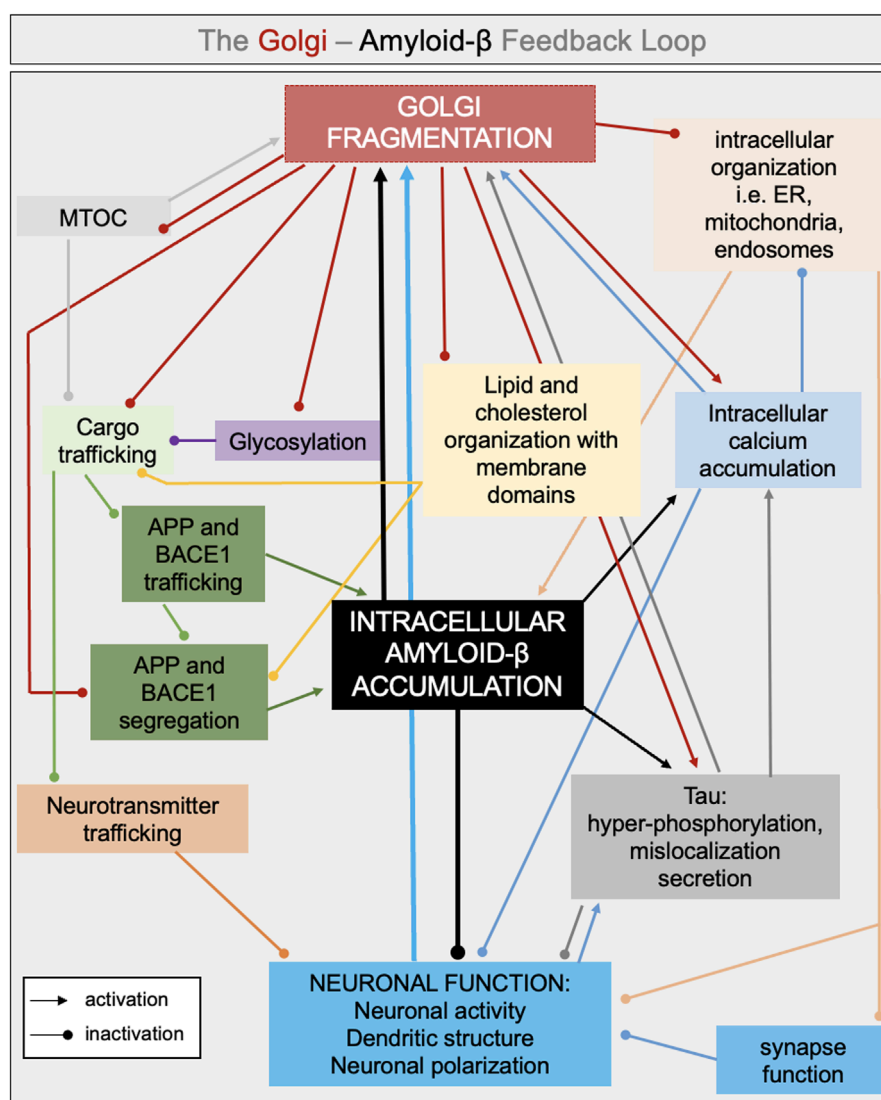 The Golgi – Amyloid-β Feedback Loop
GOLGI
FRAGMENTATION
intracellular
organization
i.e. ER,
mitochondria,
endosomes
MTOC
Lipid and
cholesterol
organization with
membrane
domains
Intracellular
calcium
accumulation
Cargo
trafficking
Glycosylation
APP and
BACE1
trafficking
INTRACELLULAR
AMYLOID-β
ACCUMULATION
APP and
BACE1
segregation
Neurotransmitter
trafficking
Tau:
hyper-phosphorylation,
mislocalization
secretion
NEURONAL FUNCTION:
Neuronal activity
Dendritic structure
Neuronal polarization
synapse
function
activation
inactivation